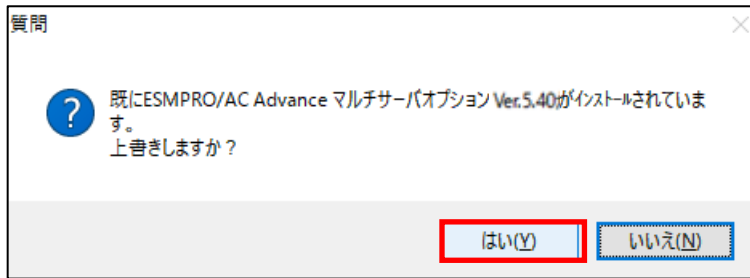 質問
既にESMPRO/AC Advance マルチサーバオプション Ver.5.40がインストールされていま
す。
上書きしますか？
はい(Y)
いいえ(N)